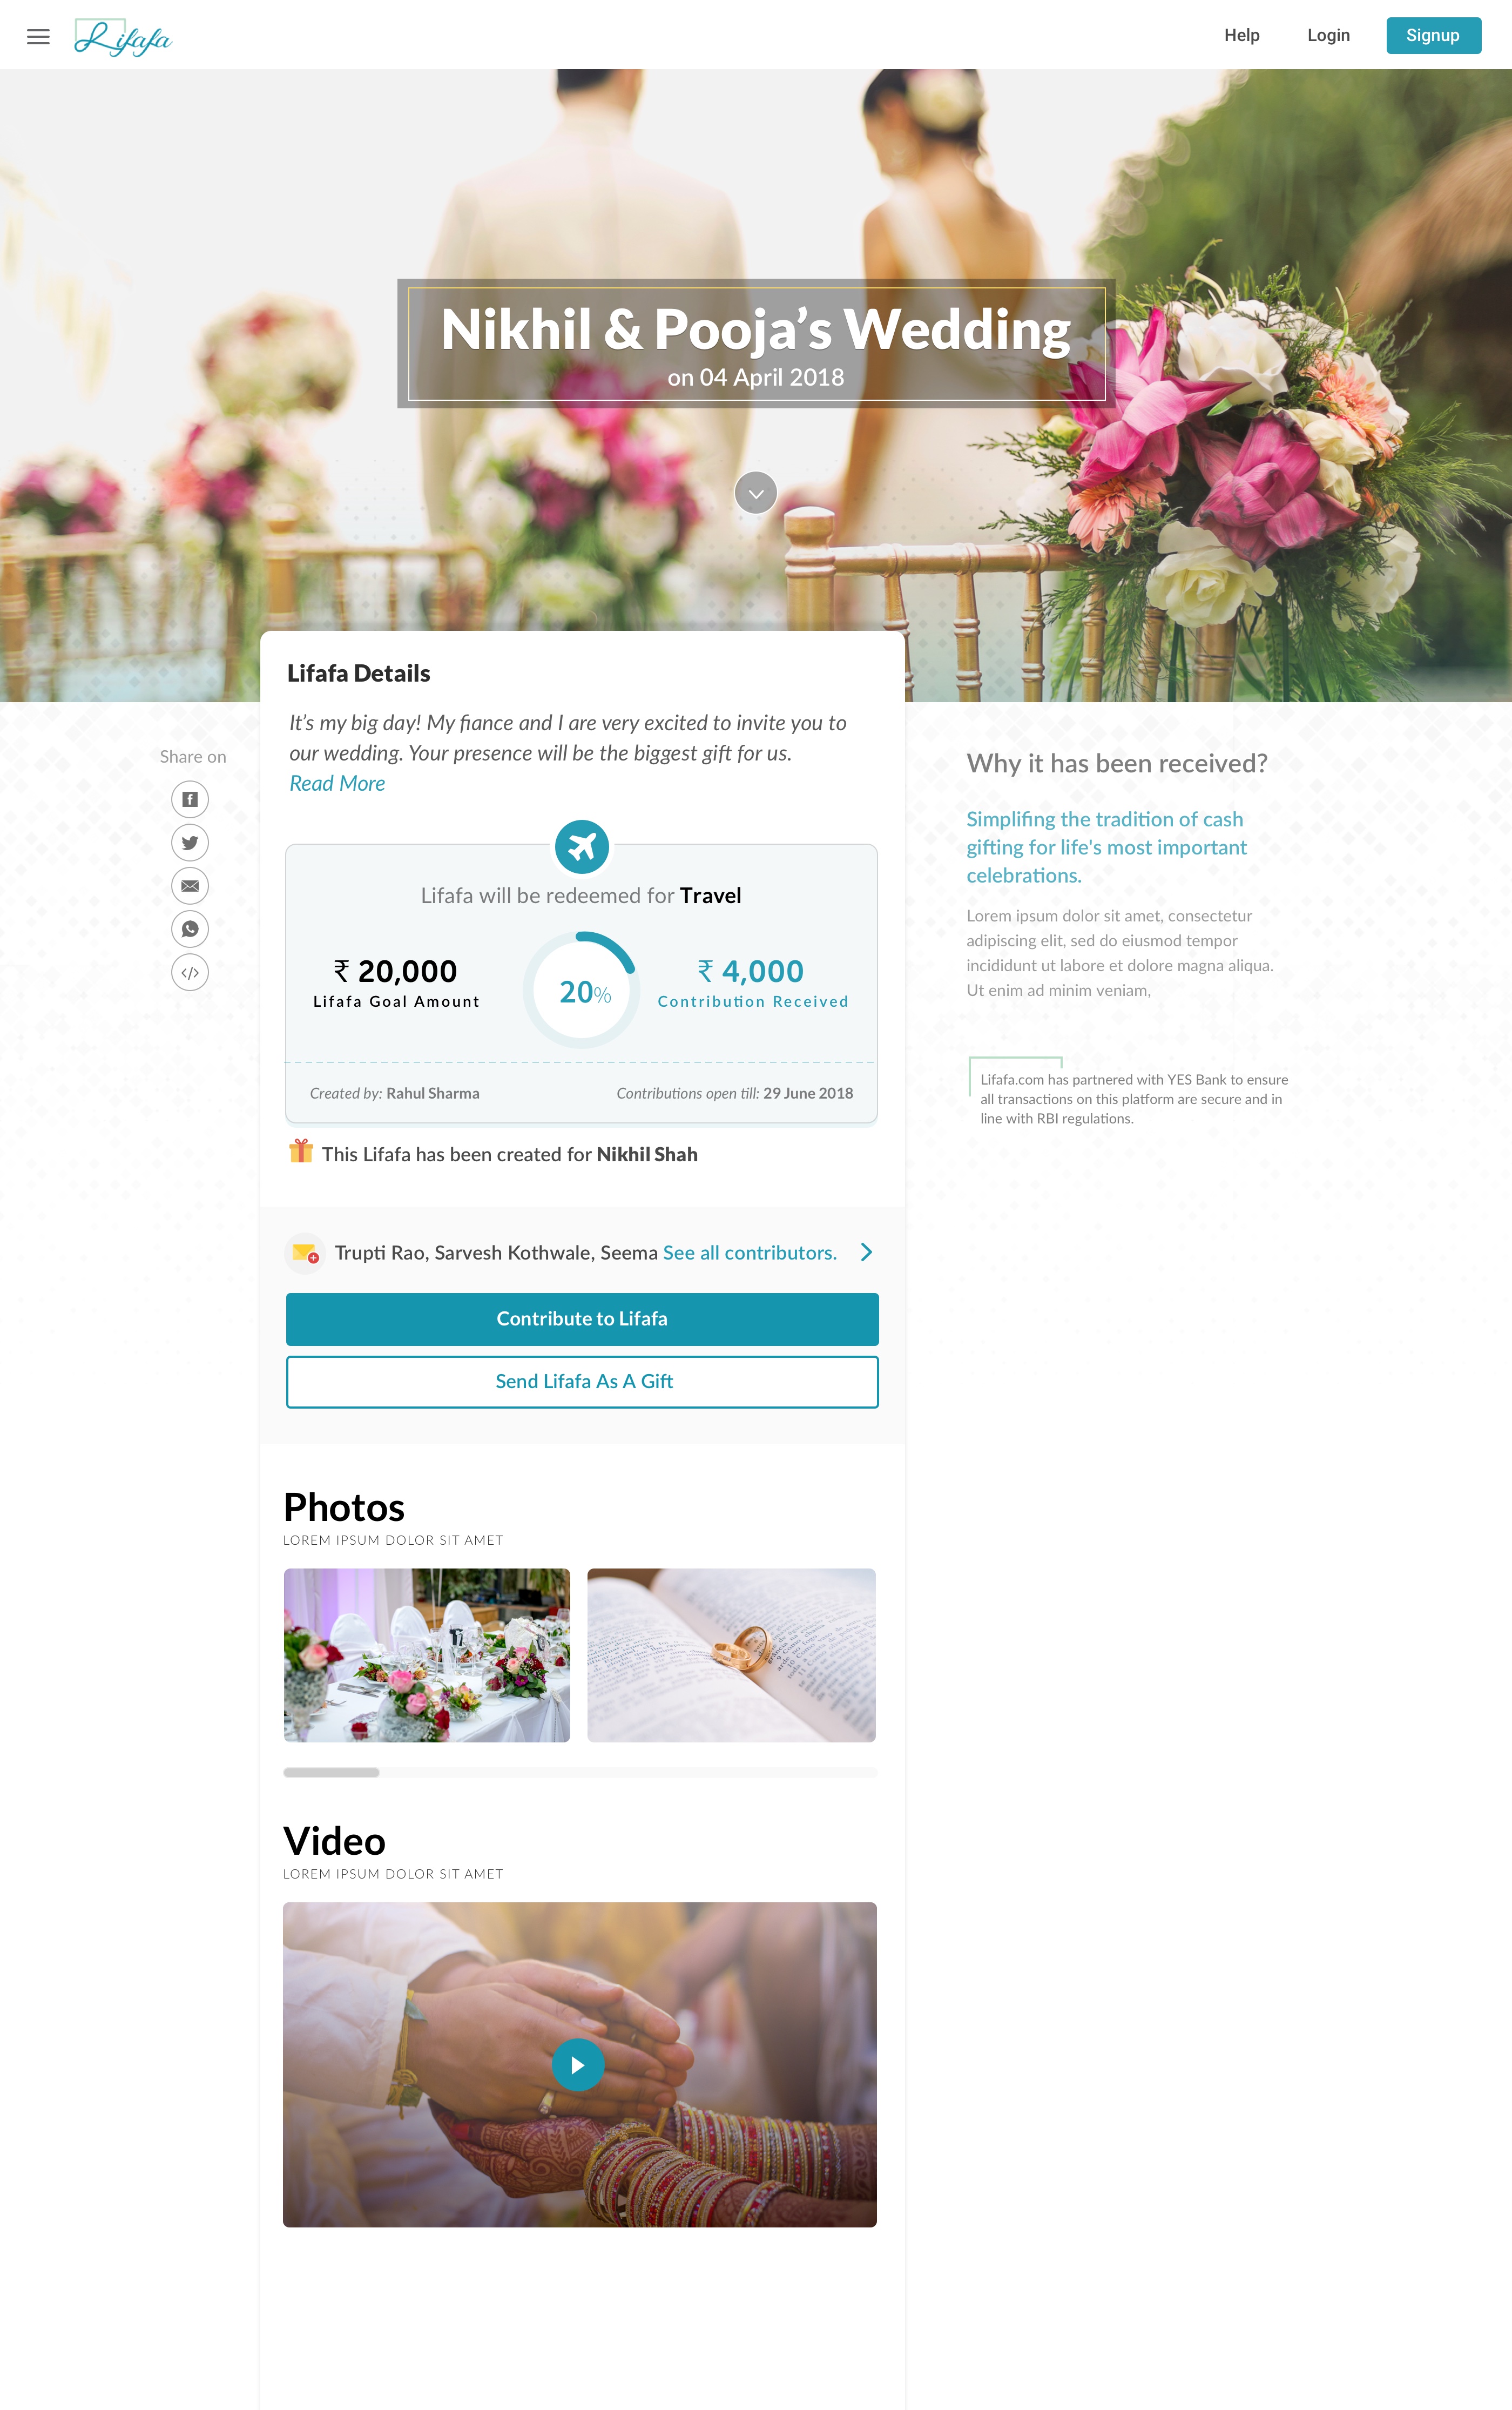 Lifafa
Help
Login
Signup
Nikhil & Pooja’s Wedding
on 04 April 2018
Lifafa Details
It’s my big day! My fiance and I are very excited to invite you to
our wedding. Your presence will be the biggest gift for us.
Read More
Share on
Lifafa will be redeemed for Travel
₹ 20,000
Lifafa Goal Amount
20%
₹ 4,000
Contribution Received
Created by: Rahul Sharma
Contributions open till: 29 June 2018
This Lifafa has been created for Nikhil Shah
Trupti Rao, Sarvesh Kothwale, Seema See all contributors.
Contribute to Lifafa
Send Lifafa As A Gift
Why it has been received?
Simplifing the tradition of cash
gifting for life's most important
celebrations.
Lorem ipsum dolor sit amet, consectetur
adipiscing elit, sed do eiusmod tempor
incididunt ut labore et dolore magna aliqua.
Ut enim ad minim veniam,
Lifafa.com has partnered with YES Bank to ensure
all transactions on this platform are secure and in
line with RBI regulations.
Photos
LOREM IPSUM DOLOR SIT AMET
Video
LOREM IPSUM DOLOR SIT AMET